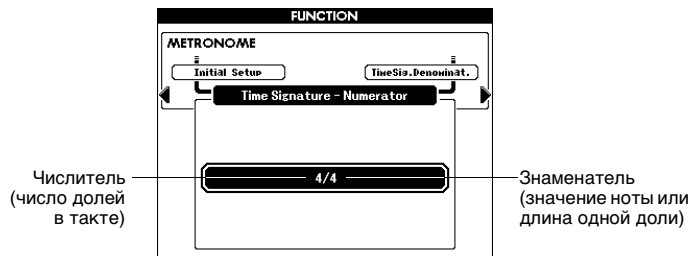 FUNCTION
METRONOME
Initial Setup
TimeSig.Denominat.
Time Signature - Numerator
4/4
Числитель
(число долей
в такте)
Знаменатель
(значение ноты или
длина одной доли)